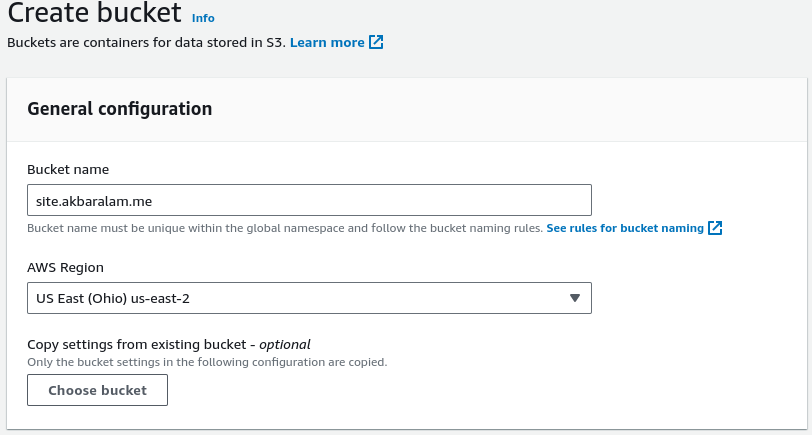 Create bucket Info
Buckets are containers for data stored in S3. Learn more
General configuration
Bucket name
site.akbaralam.me
Bucket name must be unique within the global namespace and follow the bucket naming rules. See rules for bucket naming
AWS Region
US East (Ohio) us-east-2
Copy settings from existing bucket - optional
Only the bucket settings in the following configuration are copied.
Choose bucket